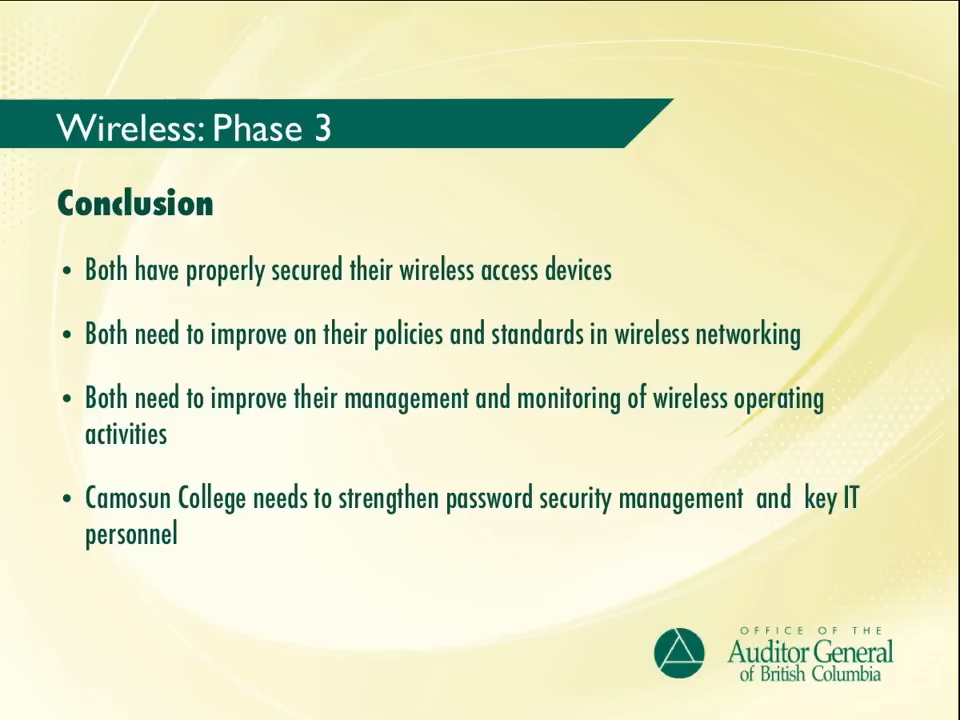 Wireless: Phase 3
Conclusion
• Both have properly secured their wireless access devices
• Both need to improve on their policies and standards in wireless networking
• Both need to improve their management and monitoring of wireless operating
activities
• Camosun College needs to strengthen password security management and key IT
personnel
OFFICE OF THE
Auditor General
of British Columbia